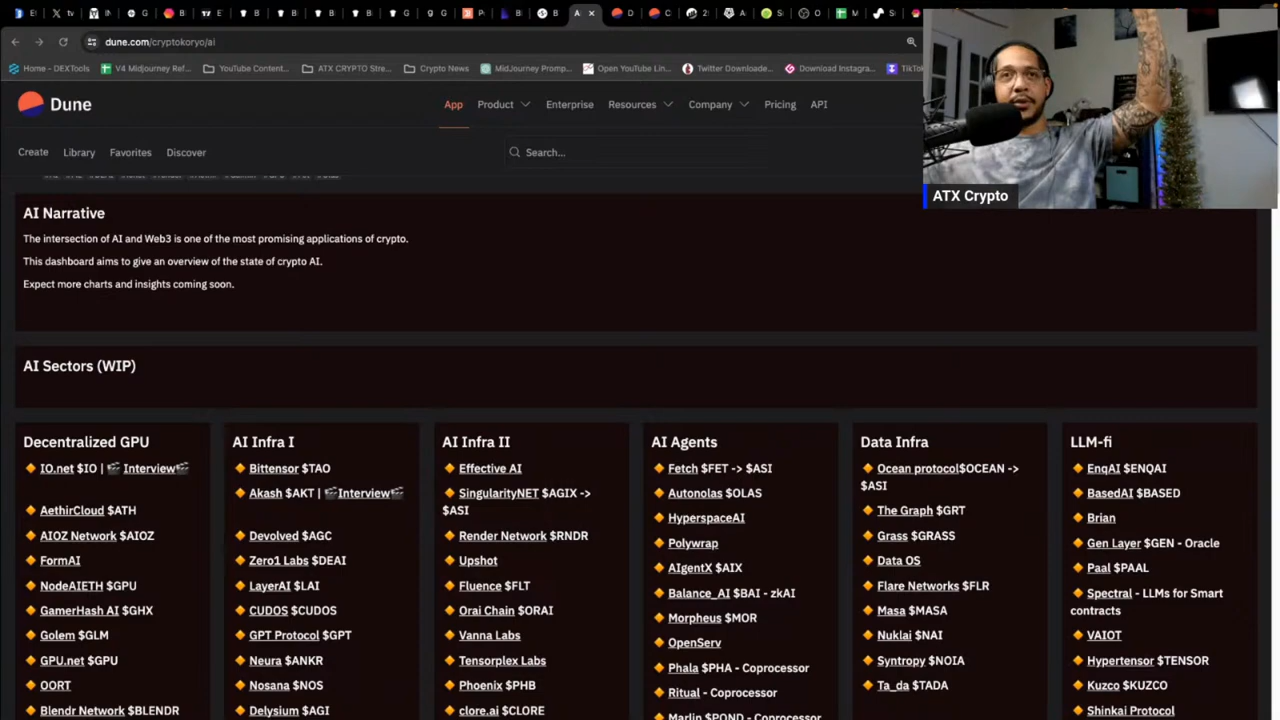 dune.com/cryptokoryo/ai
Home - DEXTools
V4 Midjourney Ref...
YouTube Content...
ATX CRYPTO Stre...
Crypto News
MidJourney Promp...
Open YouTube Lin...
Twitter Downloade...
Download Instagra...
TikTok
Dune
App
Product
Enterprise
Resources
Company
Pricing
API
Create
Library
Favorites
Discover
Search...
ATX Crypto
AI Narrative
The intersection of AI and Web3 is one of the most promising applications of crypto.
This dashboard aims to give an overview of the state of crypto AI.
Expect more charts and insights coming soon.
AI Sectors (WIP)
Decentralized GPU
IO.net $IO | 🎬Interview🎬
AethirCloud $ATH
AIOZ Network $AIOZ
FormAI
NodeAIETH $GPU
GamerHash AI $GHX
Golem $GLM
GPU.net $GPU
OORT
Blendr Network $BLENDR
AI Infra I
Bittensor $TAO
Akash $AKT | 🎬Interview🎬
Devolved $AGC
Zero1 Labs $DEAI
LayerAI $LAI
CUDOS $CUDOS
GPT Protocol $GPT
Neura $ANKR
Nosana $NOS
Delysium $AGI
AI Infra II
Effective AI
SingularityNET $AGIX ->
$ASI
Render Network $RNDR
Upshot
Fluence $FLT
Orai Chain $ORAI
Vanna Labs
Tensorplex Labs
Phoenix $PHB
clore.ai $CLORE
AI Agents
Fetch $FET -> $ASI
Autonolas $OLAS
HyperspaceAI
Polywrap
AIgentX $AIX
Balance_AI $BAI - zkAI
Morpheus $MOR
OpenServ
Phala $PHA - Coprocessor
Ritual - Coprocessor
Marlin $POND - Coprocessor
Data Infra
Ocean protocol$OCEAN ->
$ASI
The Graph $GRT
Grass $GRASS
Data OS
Flare Networks $FLR
Masa $MASA
Nuklai $NAI
Syntropy $NOIA
Ta_da $TADA
LLM-fi
EnqAI $ENQAI
BasedAI $BASED
Brian
Gen Layer $GEN - Oracle
Paal $PAAL
Spectral - LLMs for Smart
contracts
VAIOT
Hypertensor $TENSOR
Kuzco $KUZCO
Shinkai Protocol